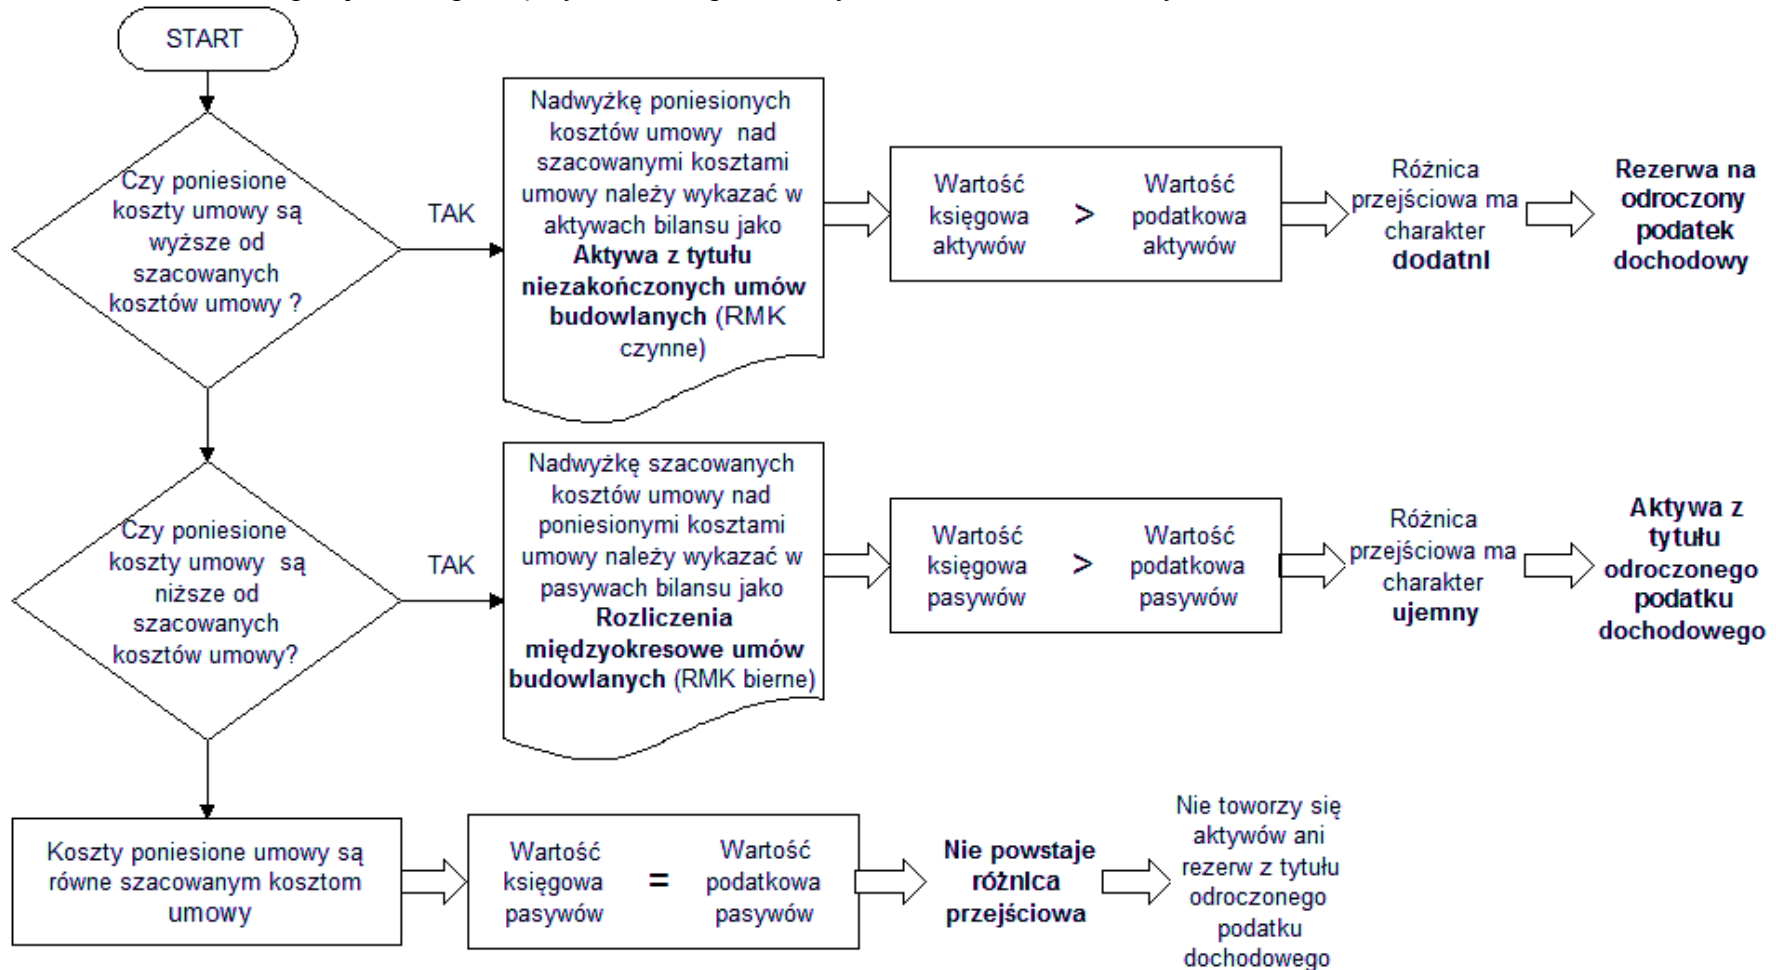 START
Czy poniesione
koszty umowy są
wyższe od
szacowanych
kosztów umowy ?
TAK
Nadwyżkę poniesionych
kosztów umowy nad
szacowanymi kosztami
umowy należy wykazać w
aktywach bilansu jako
Aktywa z tytułu
niezakończonych umów
budowlanych (RMK
czynne)
Wartość
księgowa
aktywów
>
Wartość
podatkowa
aktywów
Różnica
przejściowa ma
charakter
dodatni
Rezerwa na
odroczony
podatek
dochodowy
Czy poniesione
koszty umowy są
niższe od
szacowanych
kosztów umowy?
TAK
Nadwyżkę szacowanych
kosztów umowy nad
poniesionymi kosztami
umowy należy wykazać w
pasywach bilansu jako
Rozliczenia
międzyokresowe umów
budowlanych (RMK bierne)
Wartość
księgowa
pasywów
>
Wartość
podatkowa
pasywów
Różnica
przejściowa ma
charakter
ujemny
Aktywa z
tytułu
odroczonego
podatku
dochodowego
Koszty poniesione umowy są
równe szacowanym kosztom
umowy
Wartość
księgowa
pasywów
=
Wartość
podatkowa
pasywów
Nie powstaje
różnica
przejściowa
Nie toworzy się
aktywów ani
rezerw z tytułu
odroczonego
podatku
dochodowego